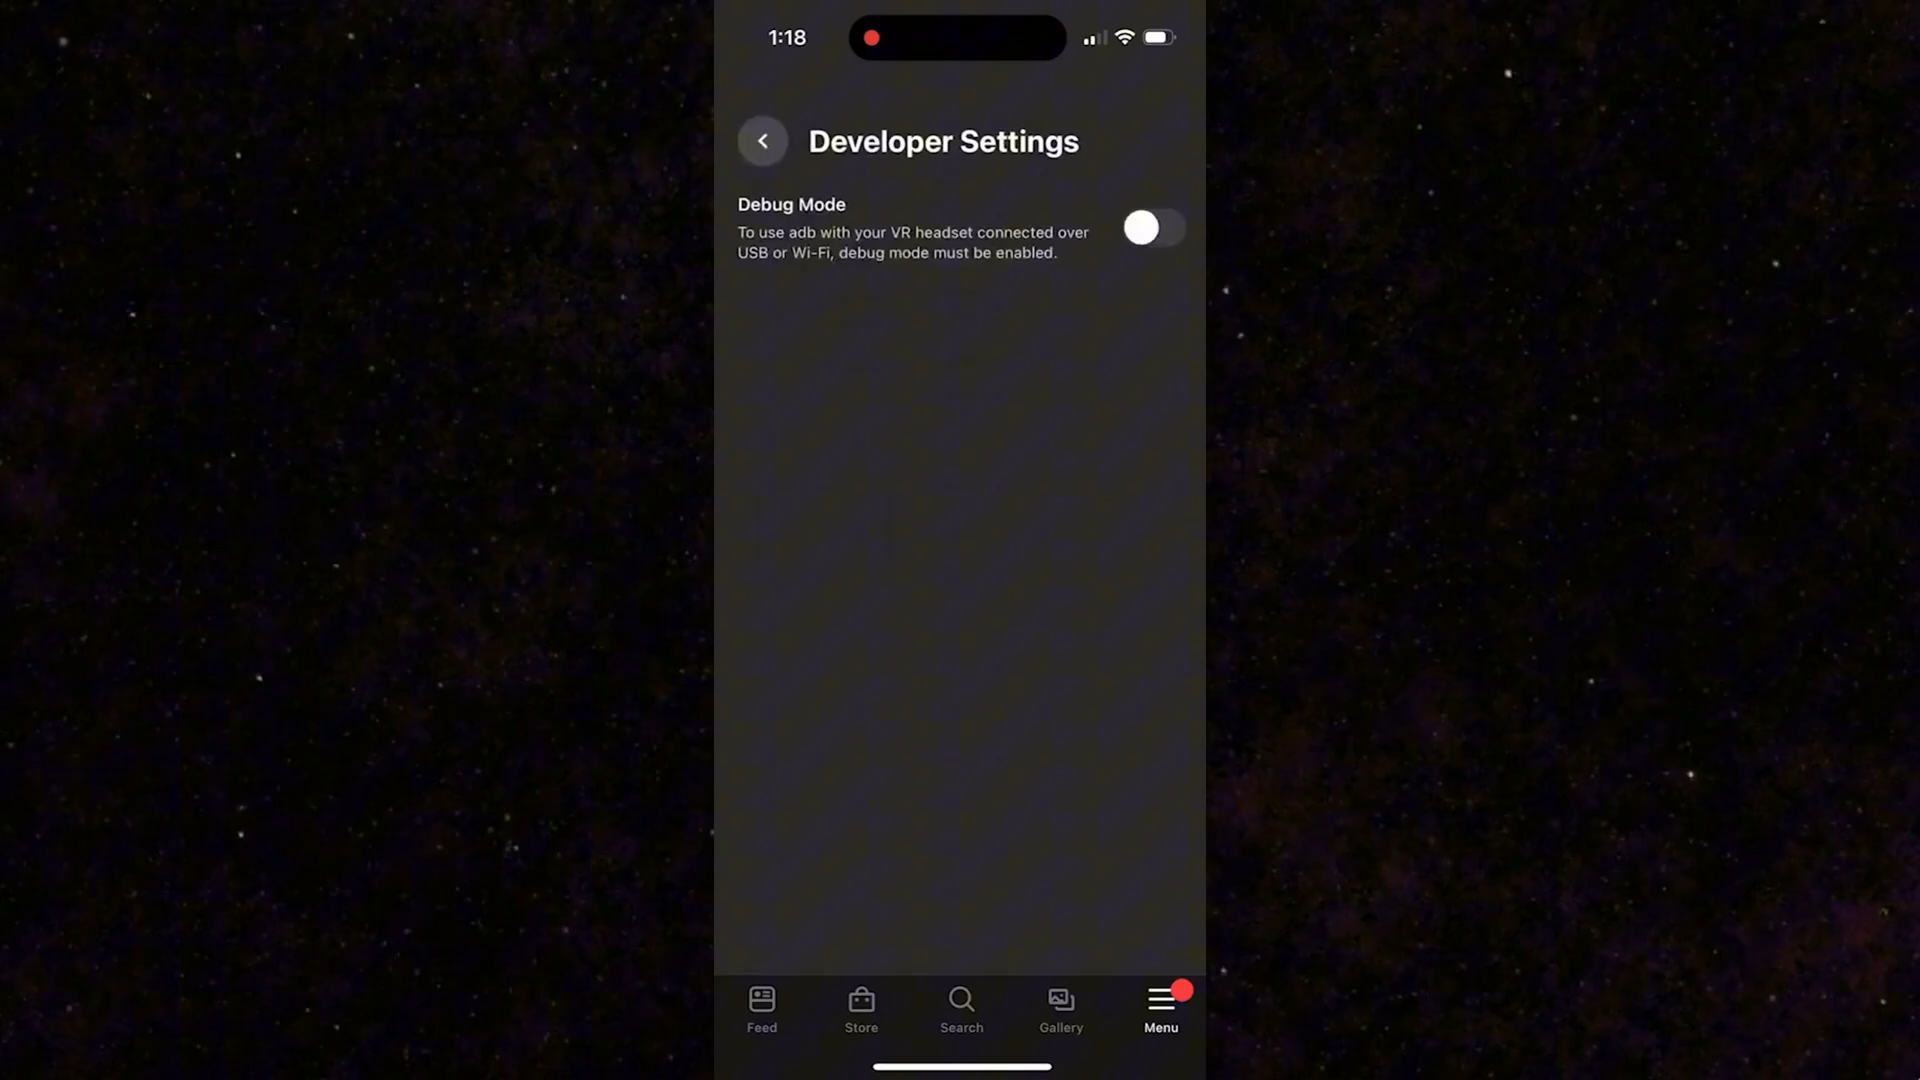 1:18
Developer Settings
Debug Mode
To use adb with your VR headset connected over
USB or Wi-Fi, debug mode must be enabled.
Feed
Store
Search
Gallery
Menu